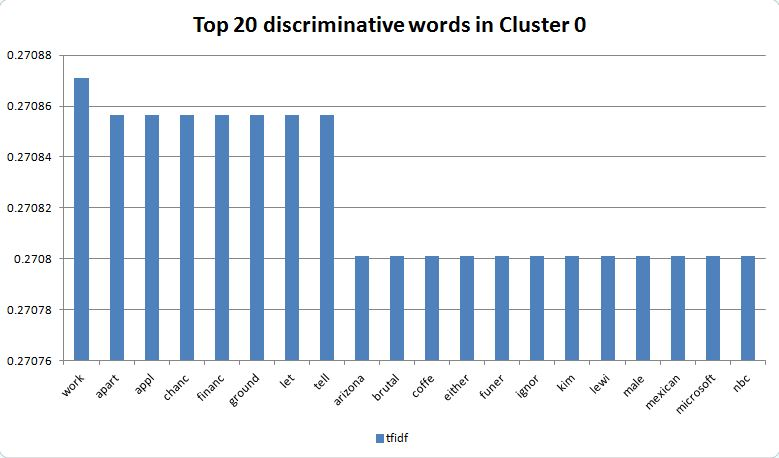 Top 20 discriminative words in Cluster 0
0.27088
0.27086
0.27084
0.27082
0.2708
0.27078
0.27076
work
apart
appl
chanc
financ
ground
let
tell
arizona
brutal
coffe
either
funer
ignor
kim
lewi
male
mexican
microsoft
nbc
tfidf